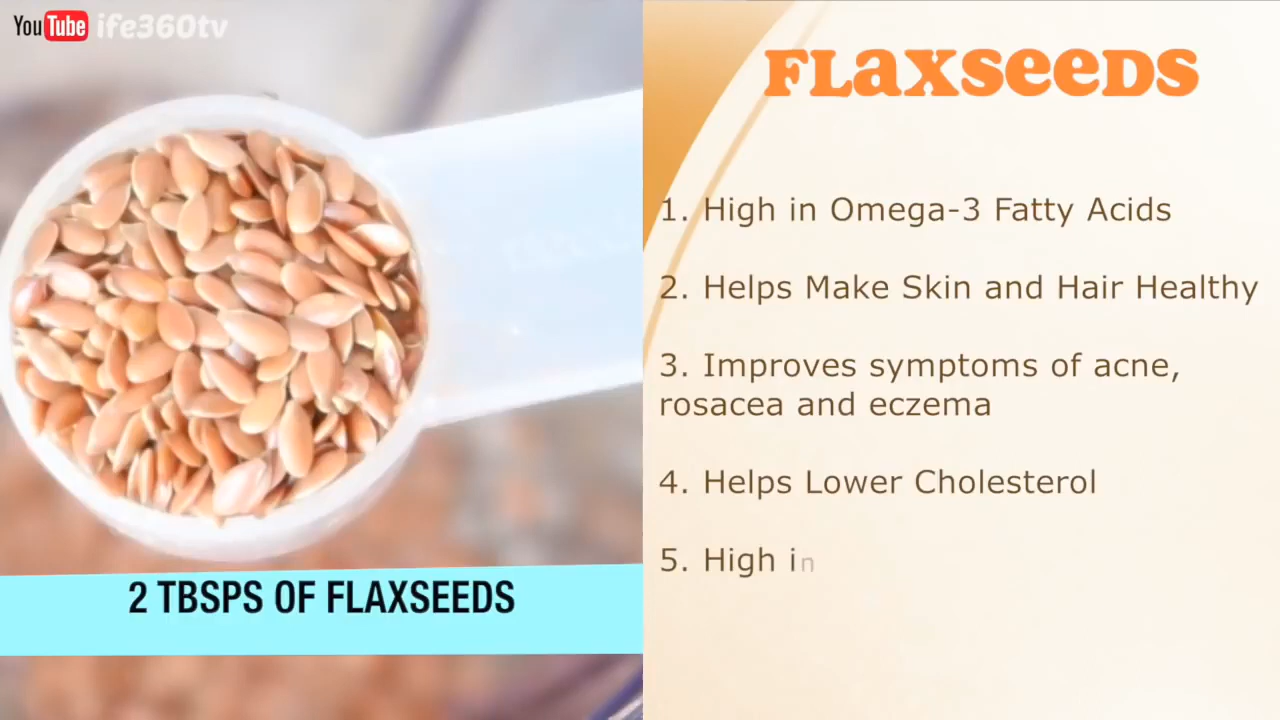 YouTube ife360tv
FLaxseeDs
1. High in Omega-3 Fatty Acids
2. Helps Make Skin and Hair Healthy
3. Improves symptoms of acne,
rosacea and eczema
4. Helps Lower Cholesterol
5. High in
2 TBSPS OF FLAXSEEDS